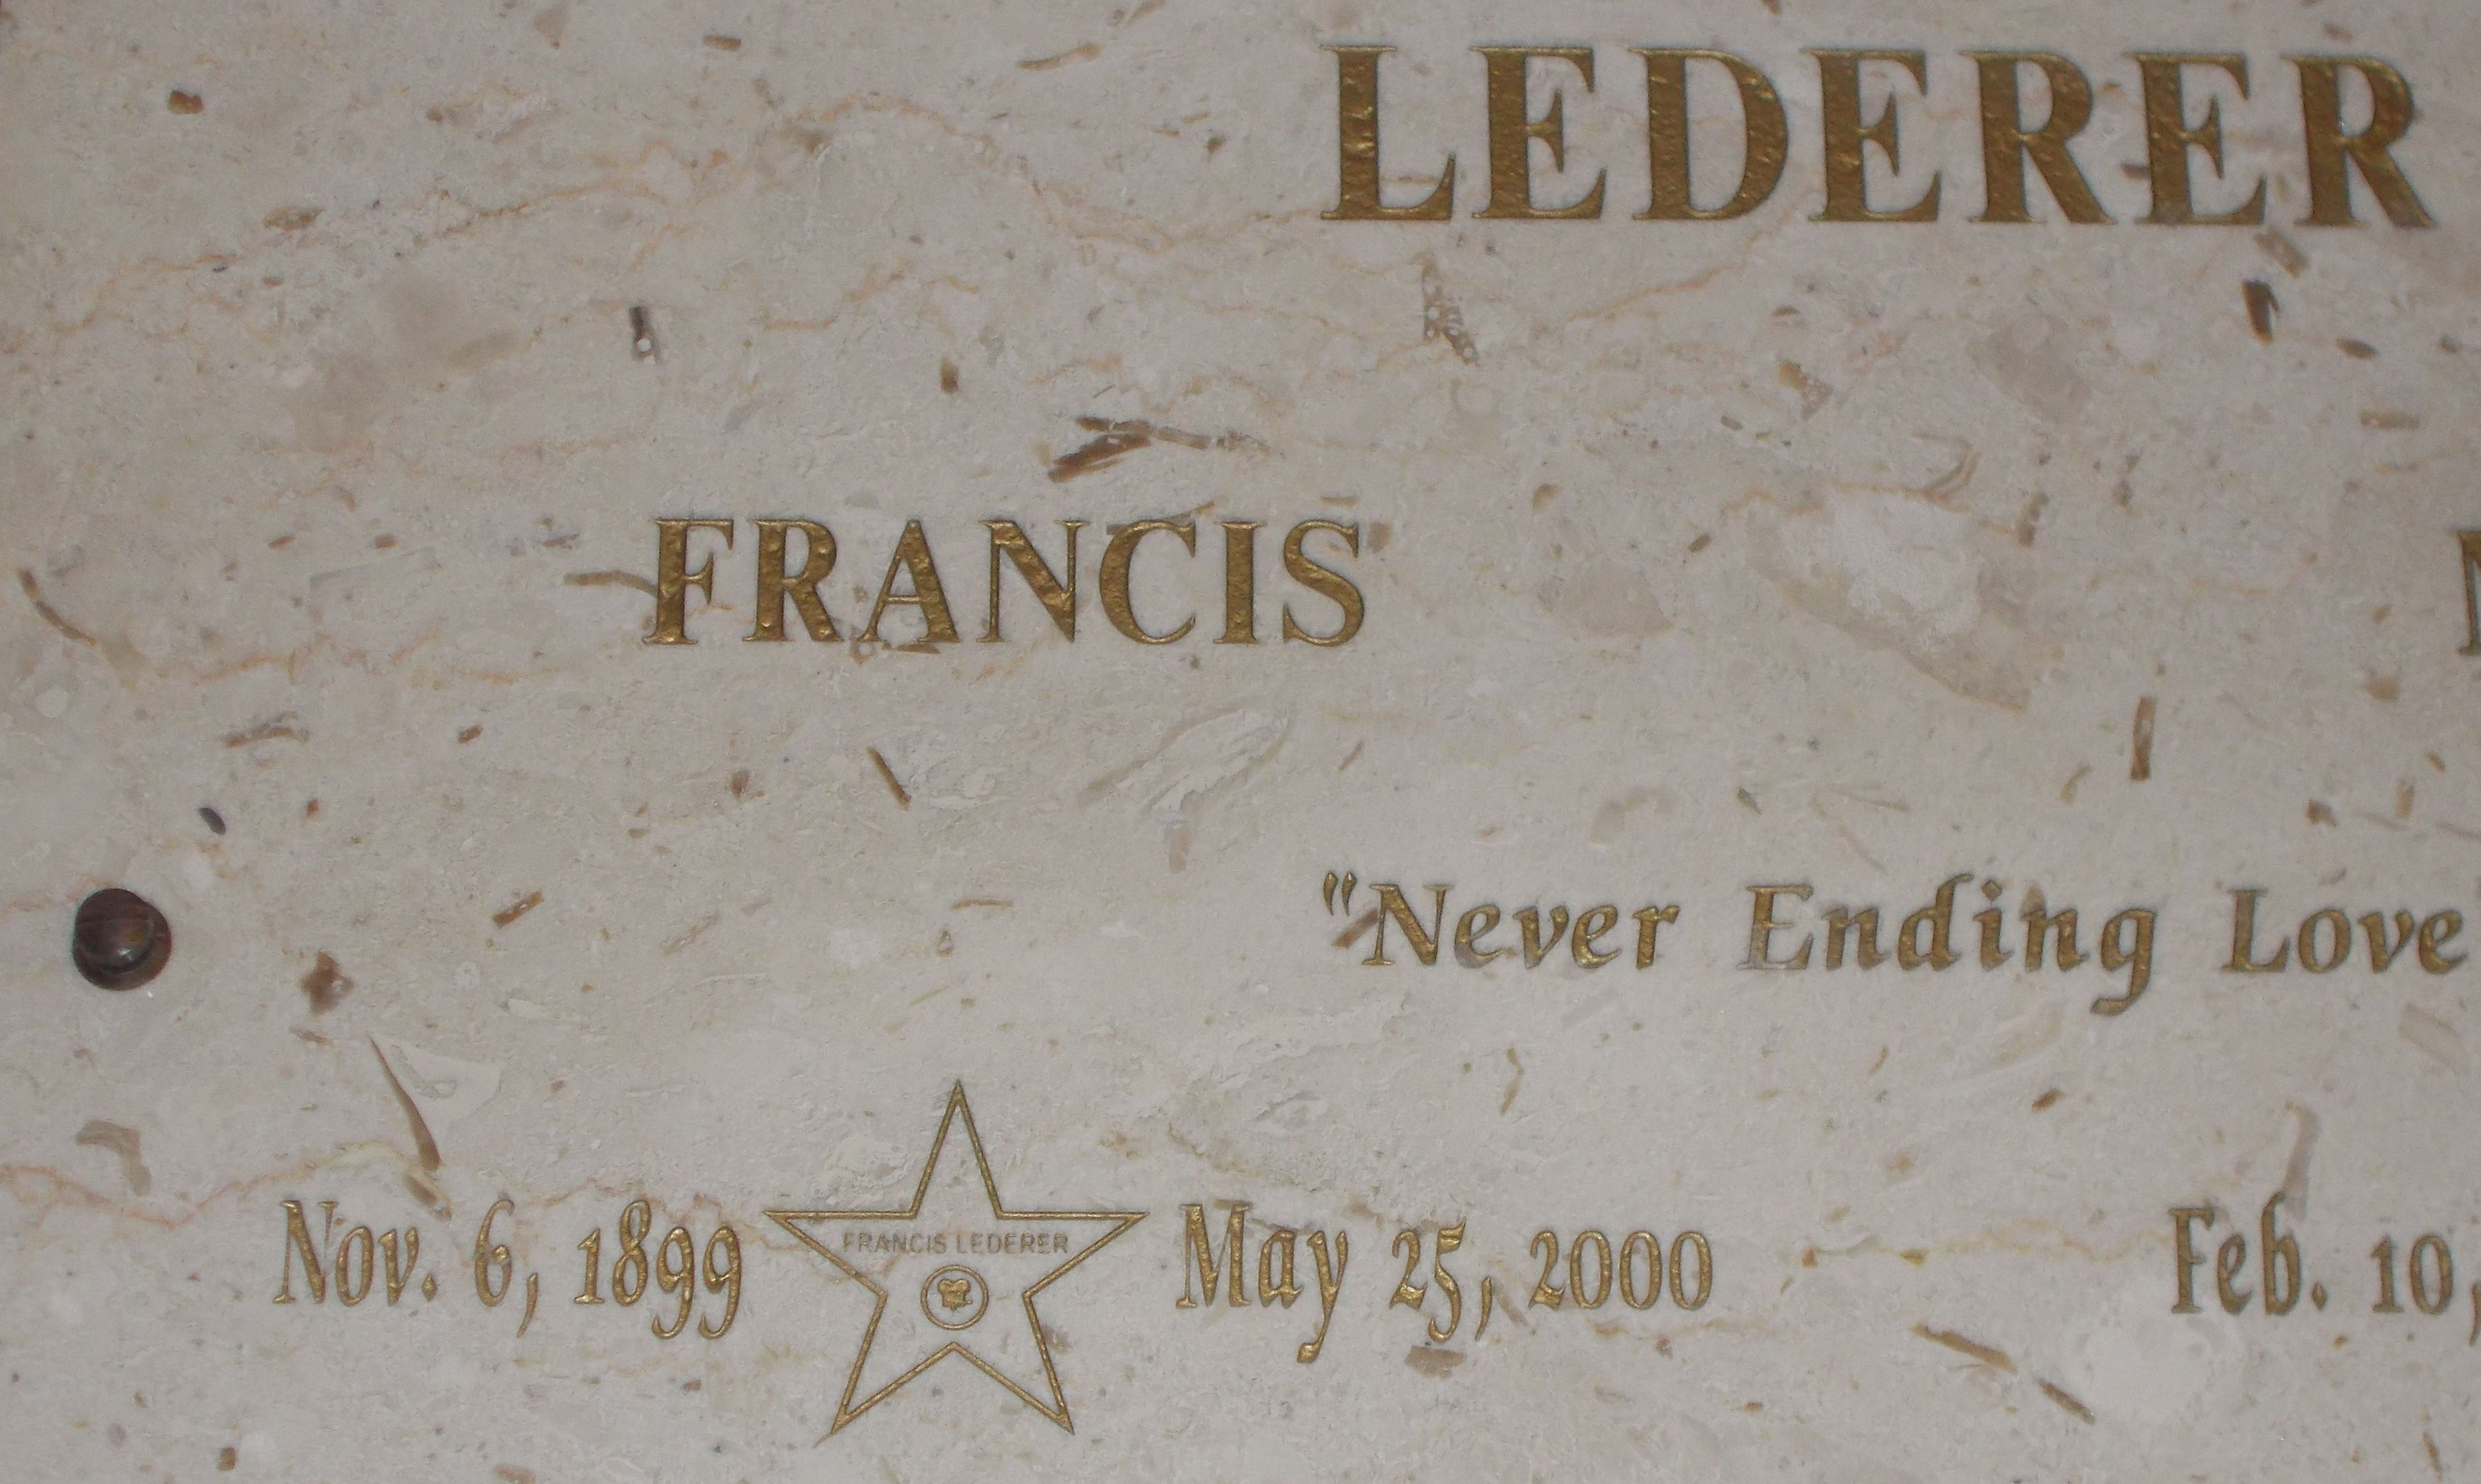 LEDERER
FRANCIS
"Never Ending Love
Nov. 6, 1899 FRANCIS LEDERER May 25, 2000 Feb. 10,